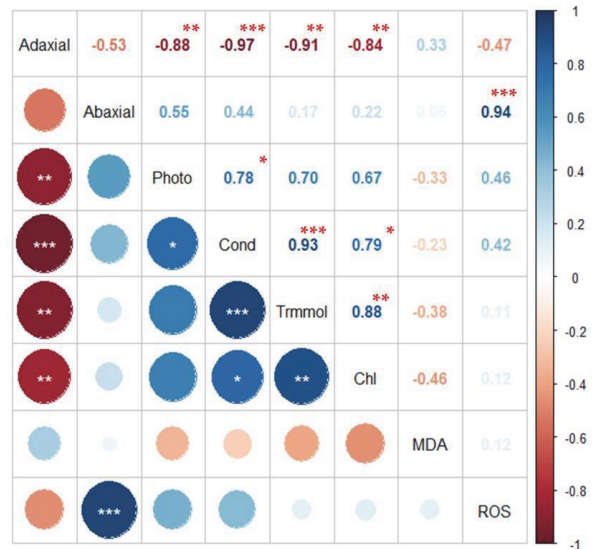 ** *** ** **
Adaxial -0.53 -0.88 -0.97 -0.91 -0.84 0.33 -0.47
***
Abaxial 0.55 0.44 0.17 0.22 0.06 0.94
*
** Photo 0.78 0.70 0.67 -0.33 0.46
*** *
*** * Cond 0.93 0.79 -0.23 0.42
**
** *** Trmmol 0.88 -0.38 0.11
** * ** Chl -0.46 0.12
MDA 0.12
*** ROS
1
0.8
0.6
0.4
0.2
0
-0.2
-0.4
-0.6
-0.8
-1